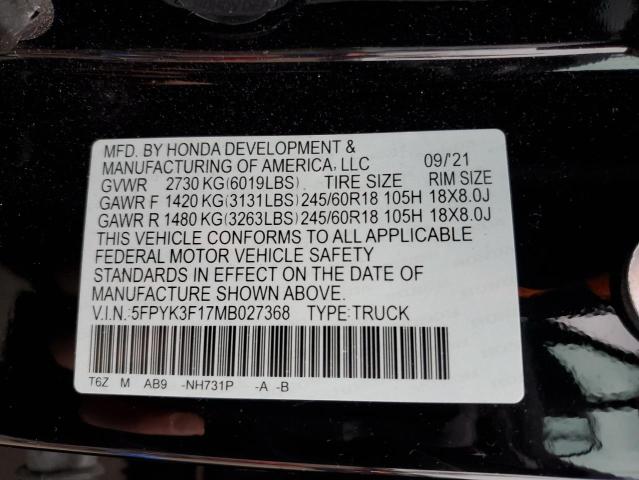 MFD. BY HONDA DEVELOPMENT &
MANUFACTURING OF AMERICA, LLC 09/'21
GVWR 2730 KG(6019LBS) TIRE SIZE RIM SIZE
GAWR F 1420 KG(3131LBS) 245/60R18 105H 18X8.0J
GAWR R 1480 KG(3263LBS) 245/60R18 105H 18X8.0J
THIS VEHICLE CONFORMS TO ALL APPLICABLE
FEDERAL MOTOR VEHICLE SAFETY
STANDARDS IN EFFECT ON THE DATE OF
MANUFACTURE SHOWN ABOVE.
V.I.N.:5FPYK3F17MB027368 TYPE:TRUCK
T6Z M AB9 -NH731P -A -B